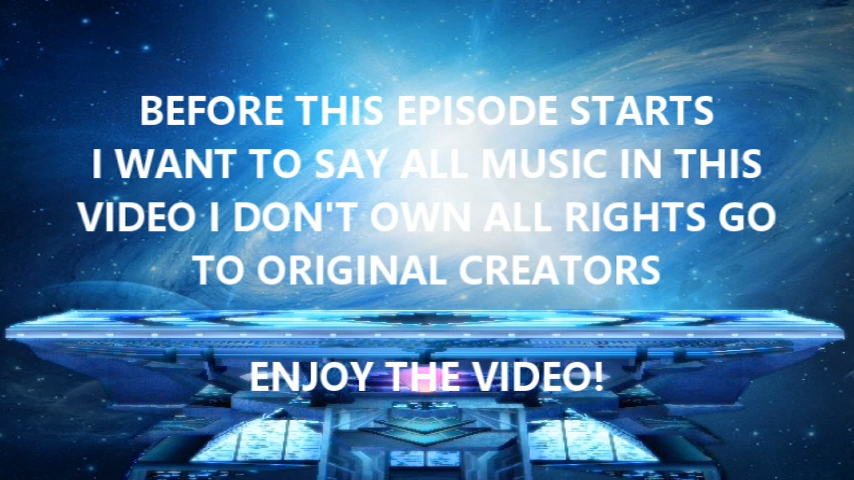 BEFORE THIS EPISODE STARTS
I WANT TO SAY ALL MUSIC IN THIS
VIDEO I DON'T OWN ALL RIGHTS GO
TO ORIGINAL CREATORS
ENJOY THE VIDEO!